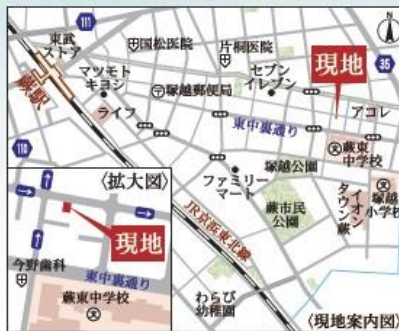 111
東武
ストア
国松医院
片桐医院
現地
35
蕨駅
マツモト
キヨシ
塚越郵便局
セブン
イレブン
アコレ
ライフ
東中裏通り
蕨東
中学校
110
塚越公園
〈拡大図〉
ファミリー
マート
蕨市民
公園
イオン
タウン蕨
塚越
小学校
現地
JR京浜東北線
今野歯科
東中裏通り
蕨東中学校
わらび
幼稚園
〈現地案内図〉